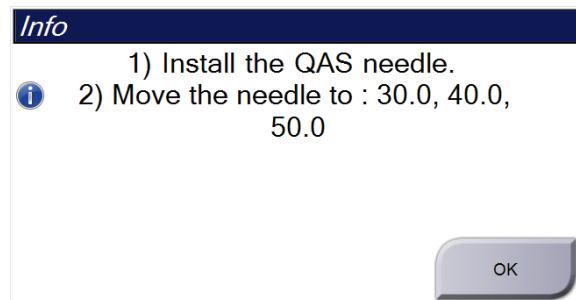 Info
1) Install the QAS needle.
2) Move the needle to : 30.0, 40.0,
50.0
OK